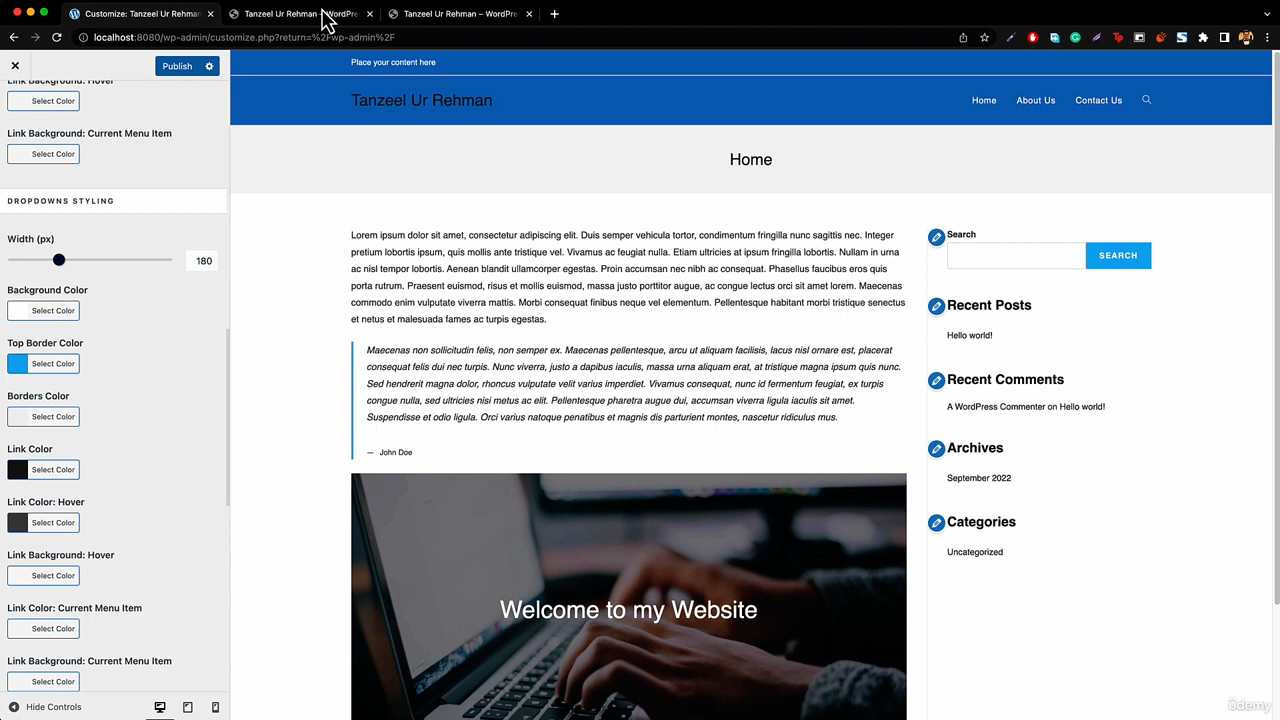 Customize: Tanzeel Ur Rehman
Tanzeel Ur Rehman – WordPre
Tanzeel Ur Rehman – WordPre
localhost:8080/wp-admin/customize.php?return=%2Fwp-admin%2F
Publish
Link Background: Hover
Select Color
Link Background: Current Menu Item
Select Color
DROPDOWNS STYLING
Width (px)
180
Background Color
Select Color
Top Border Color
Select Color
Borders Color
Select Color
Link Color
Select Color
Link Color: Hover
Select Color
Link Background: Hover
Select Color
Link Color: Current Menu Item
Select Color
Link Background: Current Menu Item
Select Color
Hide Controls
Place your content here
Tanzeel Ur Rehman
Home About Us Contact Us
Home
Lorem ipsum dolor sit amet, consectetur adipiscing elit. Duis semper vehicula tortor, condimentum fringilla nunc sagittis nec. Integer
pretium lobortis ipsum, quis mollis ante tristique vel. Vivamus ac feugiat nulla. Etiam ultricies at ipsum fringilla lobortis. Nullam in urna
ac nisl tempor lobortis. Aenean blandit ullamcorper egestas. Proin accumsan nec nibh ac consequat. Phasellus faucibus eros quis
porta rutrum. Praesent euismod, risus et mollis euismod, massa justo porttitor augue, ac congue lectus orci sit amet lorem. Maecenas
commodo enim vulputate viverra mattis. Morbi consequat finibus neque vel elementum. Pellentesque habitant morbi tristique senectus
et netus et malesuada fames ac turpis egestas.
Maecenas non sollicitudin felis, non semper ex. Maecenas pellentesque, arcu ut aliquam facilisis, lacus nisl ornare est, placerat
consequat felis dui nec turpis. Nunc viverra, justo a dapibus iaculis, massa urna aliquam erat, at tristique magna ipsum quis nunc.
Sed hendrerit magna dolor, rhoncus vulputate velit varius imperdiet. Vivamus consequat, nunc id fermentum feugiat, ex turpis
congue nulla, sed ultricies nisi metus ac elit. Pellentesque pharetra augue dui, accumsan viverra ligula iaculis sit amet.
Suspendisse et odio ligula. Orci varius natoque penatibus et magnis dis parturient montes, nascetur ridiculus mus.
— John Doe
Welcome to my Website
Search
SEARCH
Recent Posts
Hello world!
Recent Comments
A WordPress Commenter on Hello world!
Archives
September 2022
Categories
Uncategorized
ûdemy